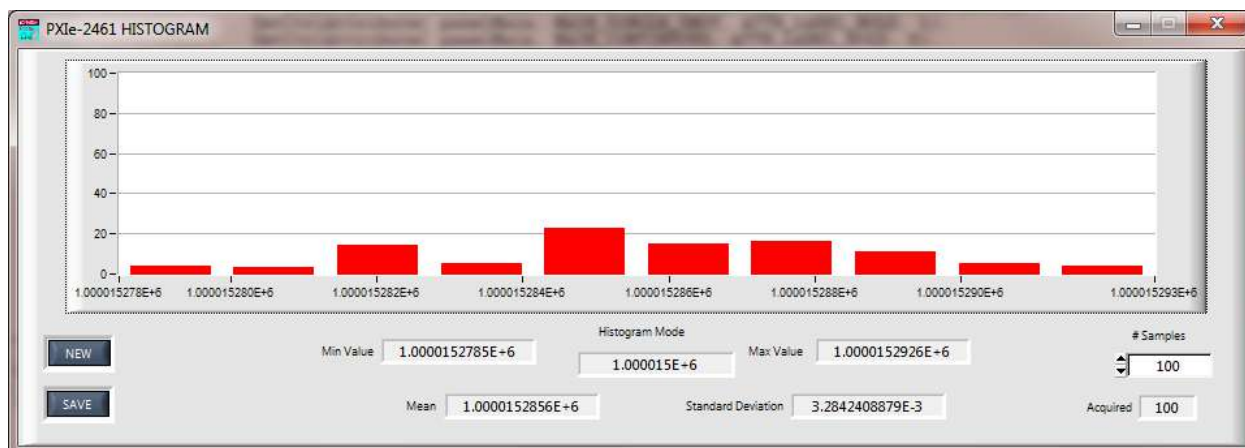 PXIe-2461 HISTOGRAM
100
80
60
40
20
0
1.000015278E+6 1.000015280E+6 1.000015282E+6 1.000015284E+6 1.000015286E+6 1.000015288E+6 1.000015290E+6 1.000015293E+6
Histogram Mode
# Samples
NEW Min Value 1.0000152785E+6 1.000015E+6 Max Value 1.0000152926E+6 100
SAVE Mean 1.0000152856E+6 Standard Deviation 3.2842408879E-3 Acquired 100